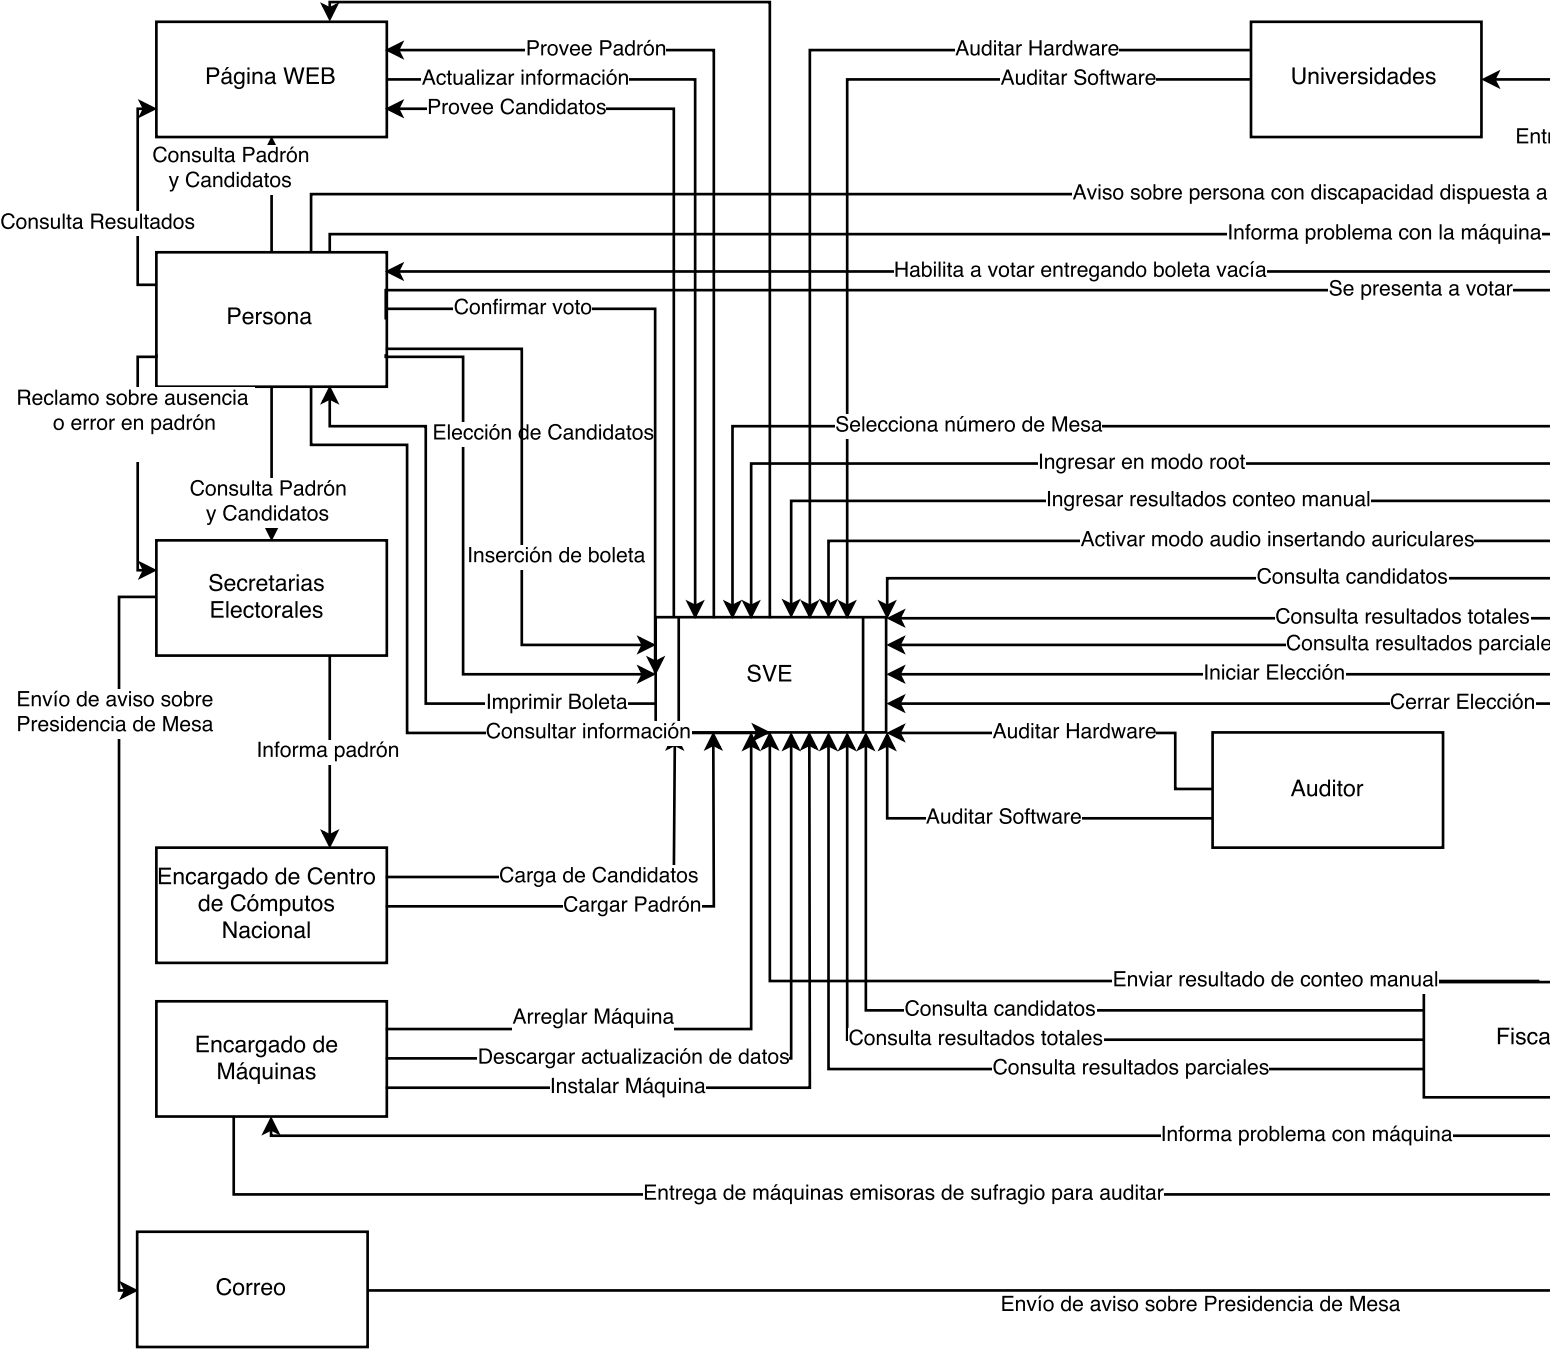 Provee Padrón
Página WEB
Actualizar información
Provee Candidatos
Auditar Hardware
Auditar Software
Universidades
Entr
Consulta Padrón
y Candidatos
Consulta Resultados
Aviso sobre persona con discapacidad dispuesta a
Informa problema con la máquina
Habilita a votar entregando boleta vacía
Se presenta a votar
Persona
Confirmar voto
Reclamo sobre ausencia
o error en padrón
Elección de Candidatos
Selecciona número de Mesa
Ingresar en modo root
Consulta Padrón
y Candidatos
Ingresar resultados conteo manual
Activar modo audio insertando auriculares
Inserción de boleta
Consulta candidatos
Secretarias
Electorales
Consulta resultados totales
Consulta resultados parciale
SVE
Iniciar Elección
Cerrar Elección
Imprimir Boleta
Consultar información
Envío de aviso sobre
Presidencia de Mesa
Informa padrón
Auditar Hardware
Auditor
Auditar Software
Encargado de Centro
de Cómputos
Nacional
Carga de Candidatos
Cargar Padrón
Enviar resultado de conteo manual
Consulta candidatos
Consulta resultados totales
Consulta resultados parciales
Fisca
Encargado de
Máquinas
Arreglar Máquina
Descargar actualización de datos
Instalar Máquina
Informa problema con máquina
Entrega de máquinas emisoras de sufragio para auditar
Correo
Envío de aviso sobre Presidencia de Mesa